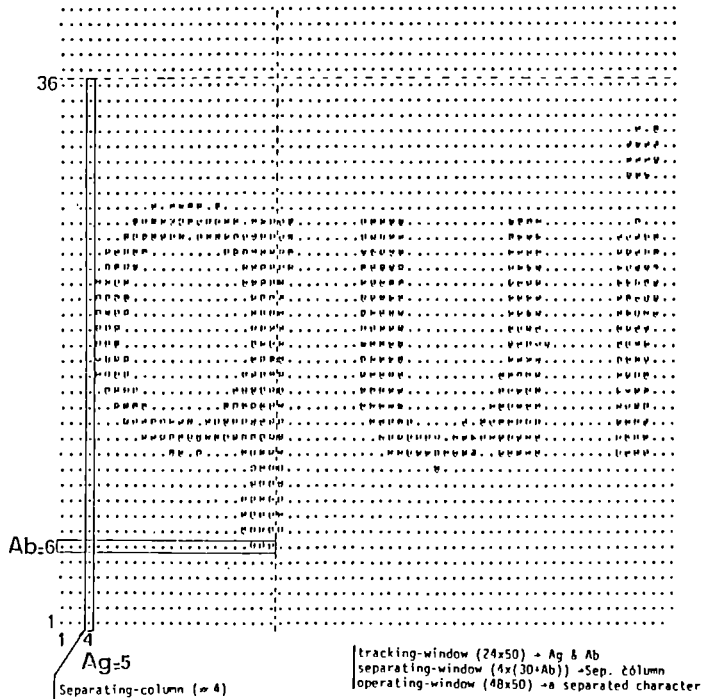 36
qui
Ab=6
1
1 4
Ag=5
Separating-column (≠ 4)
tracking-window (24x50) → Ag & Ab
separating-window (4x(30+Ab)) →Sep. column
operating-window (48x50) →a separated character